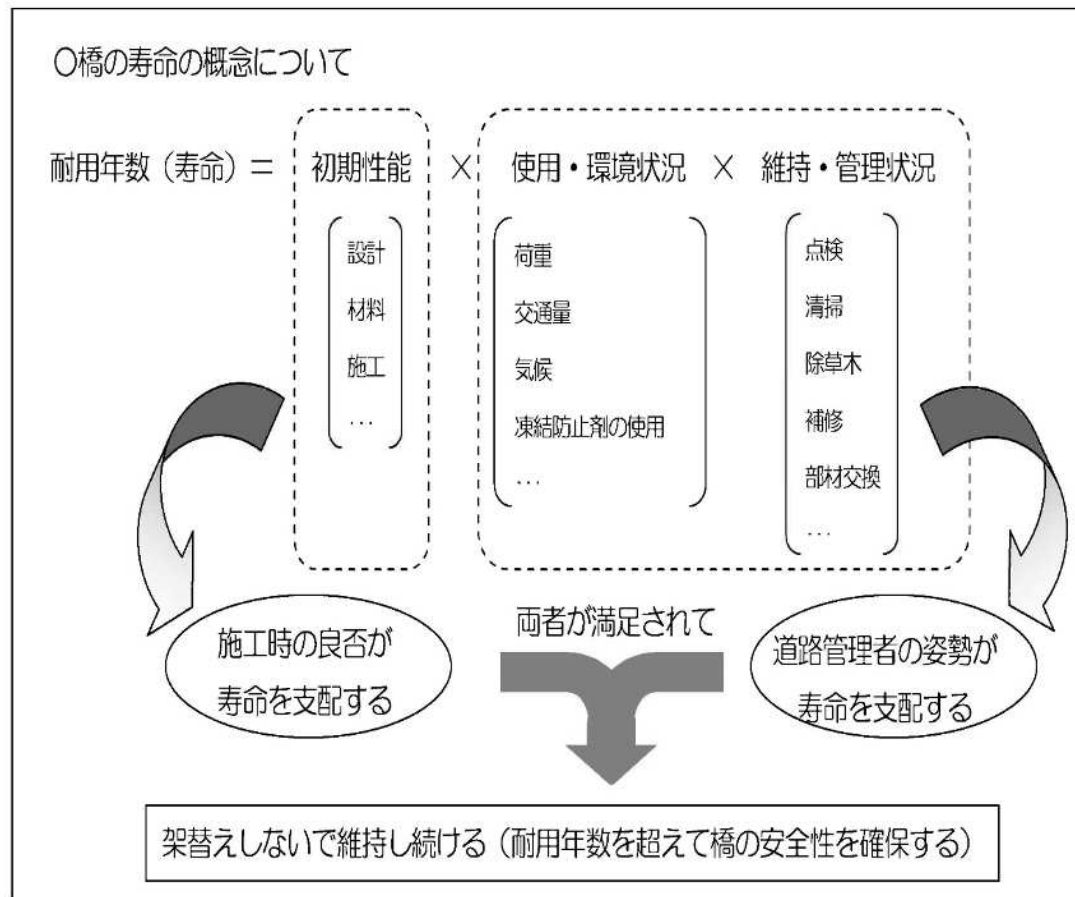 〇橋の寿命の概念について
耐用年数（寿命）＝ 初期性能 × 使用・環境状況 × 維持・管理状況
設計
材料
施工
…
荷重
交通量
気候
凍結防止剤の使用
…
点検
清掃
除草木
補修
部材交換
…
施工時の良否が
寿命を支配する
両者が満足されて
道路管理者の姿勢が
寿命を支配する
架替えしないで維持し続ける（耐用年数を超えて橋の安全性を確保する）